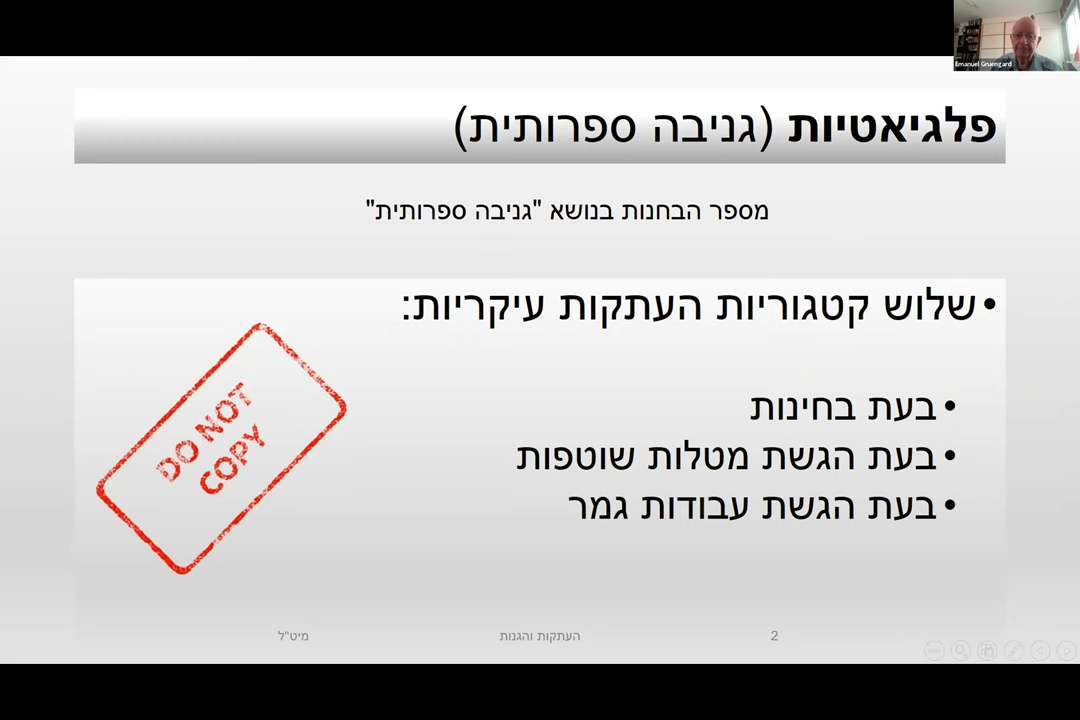 Emanuel Gruengard
פלגיאטיות (גניבה ספרותית)
מספר הבחנות בנושא "גניבה ספרותית"
•שלוש קטגוריות העתקות עיקריות:
•בעת בחינות
•בעת הגשת מטלות שוטפות
•בעת הגשת עבודות גמר
DO NOT
COPY
2
העתקות והגנות
מיט"ל